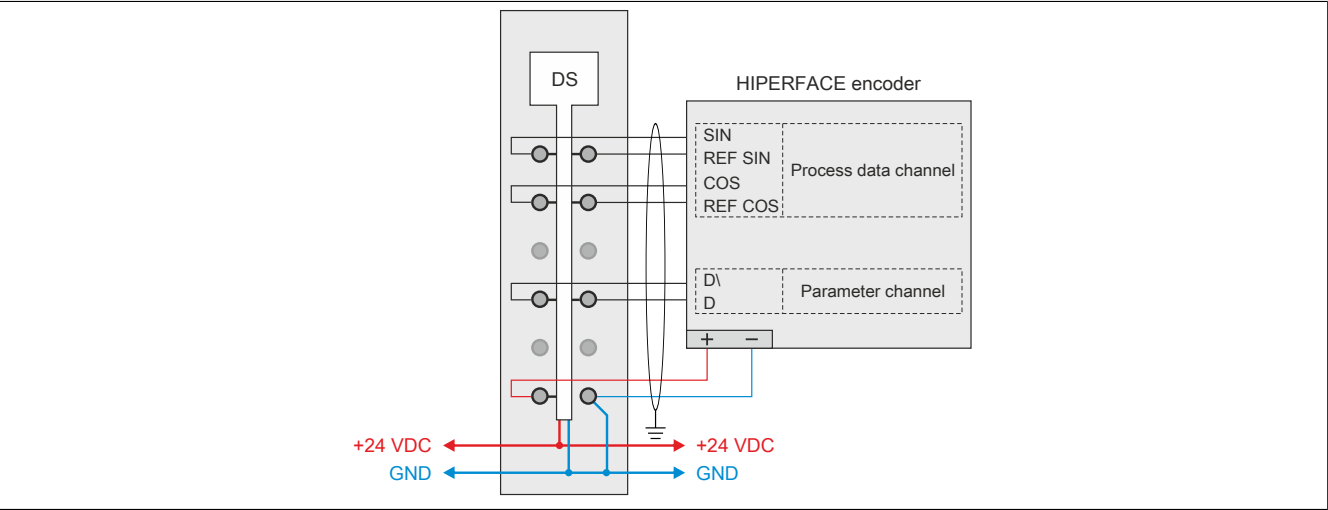 DS
HIPERFACE encoder
SIN
REF SIN
COS
REF COS
Process data channel
D\
D
Parameter channel
+ −
+24 VDC +24 VDC
GND GND